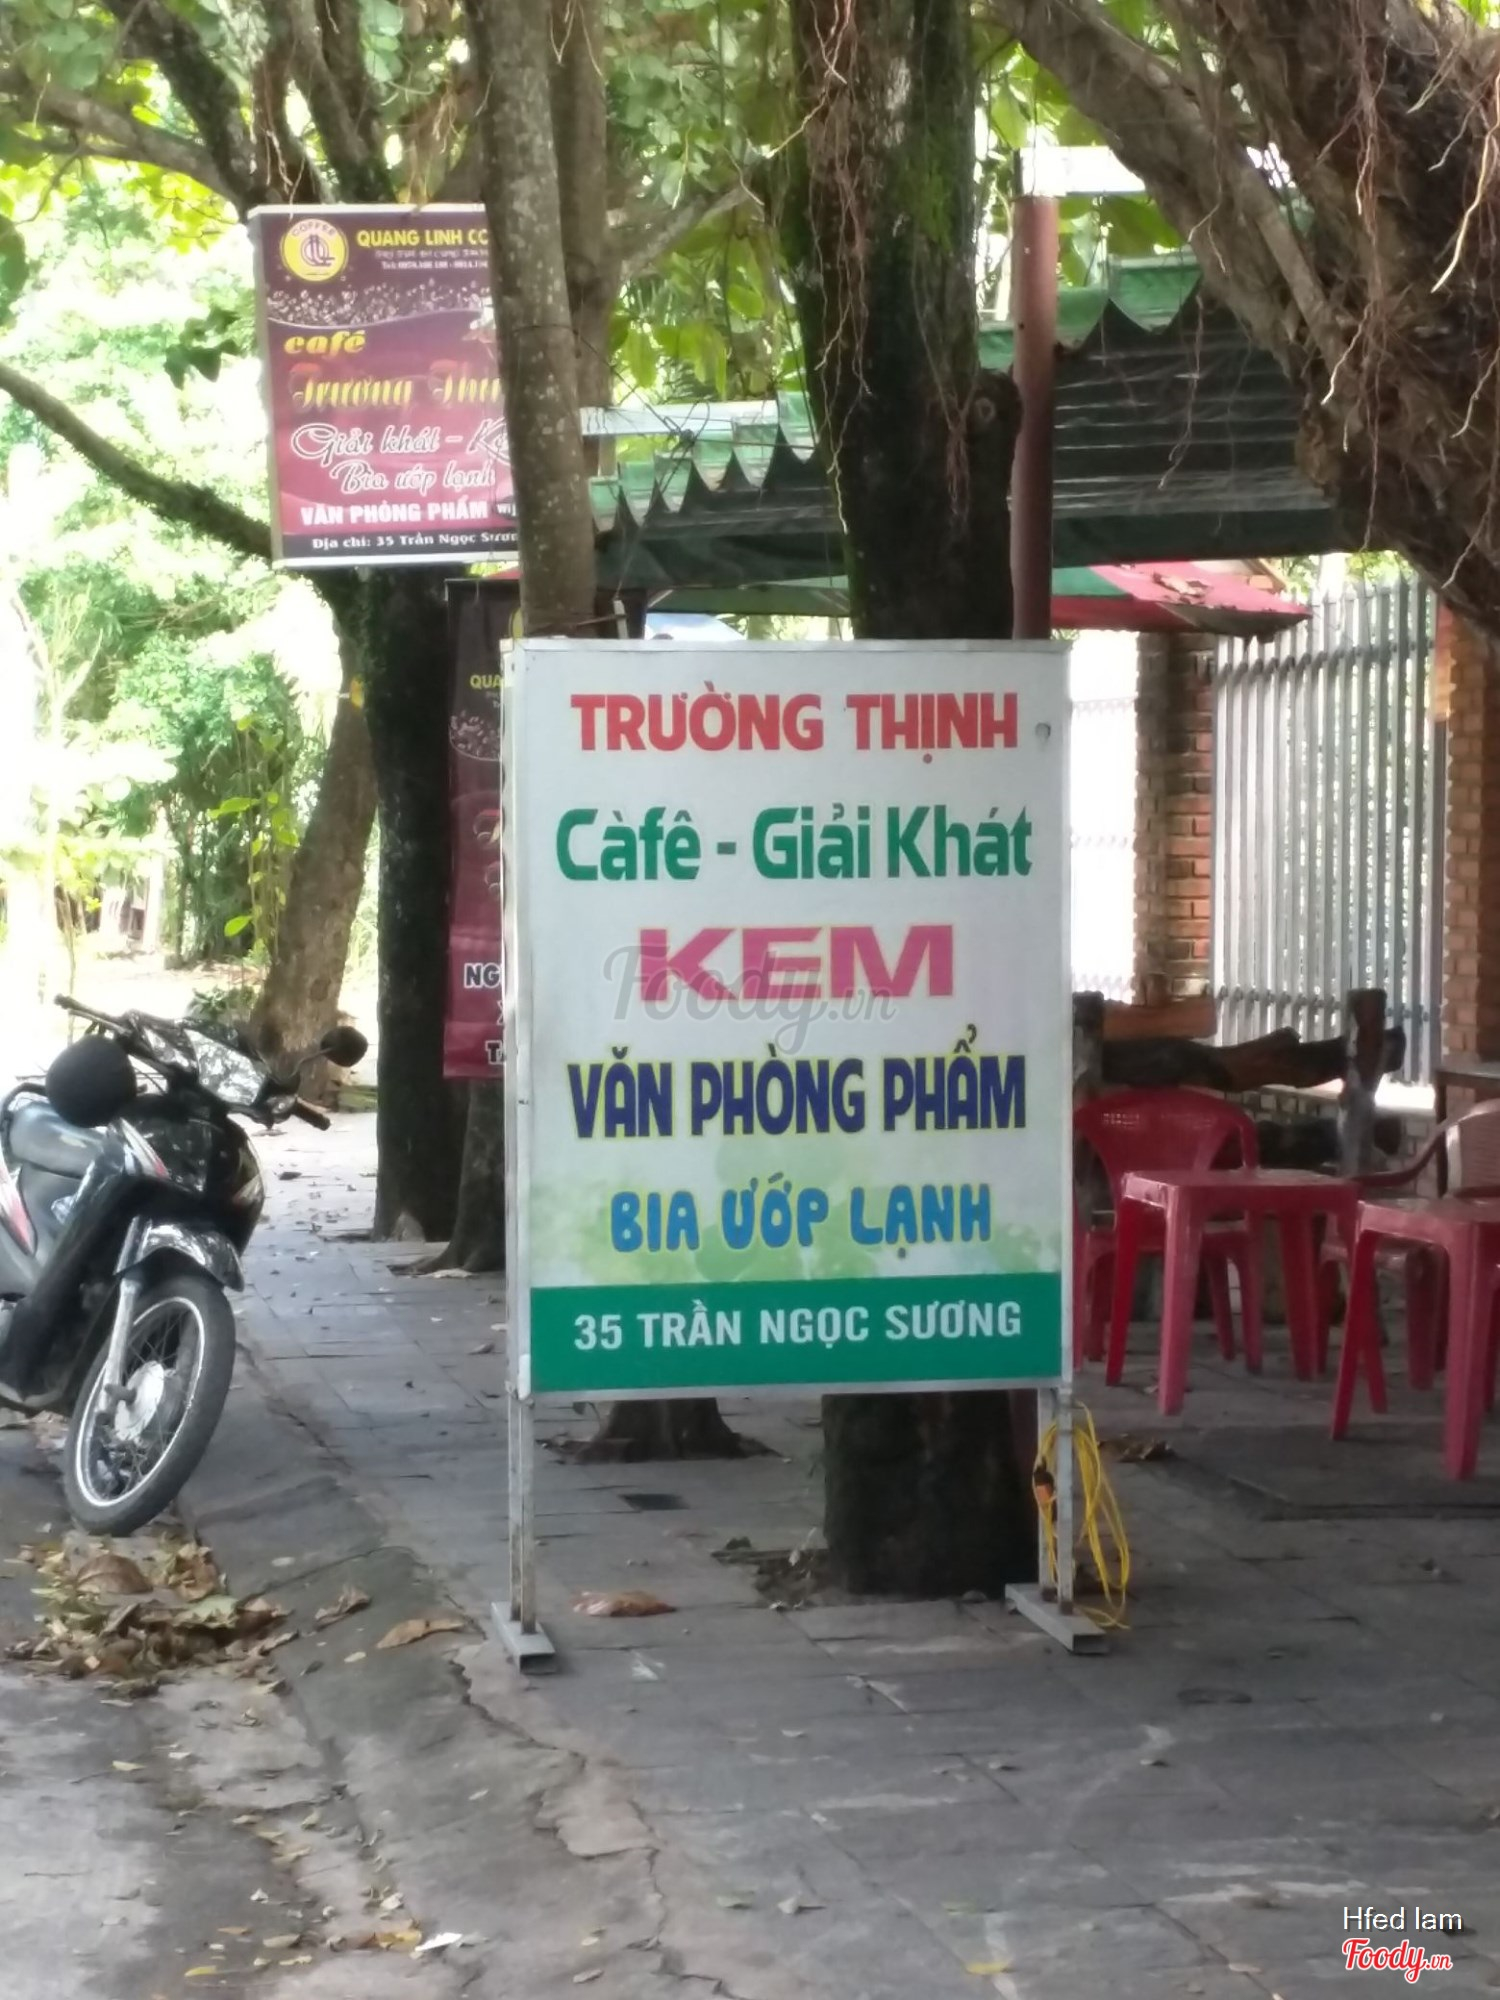 COFFEE
QUANG LINH
café
Trương
Giải khát -
Bia ướp lạnh
VĂN PHÒNG PHẨM
Địa chỉ: 35 Trần Ngọc
TRƯỜNG THỊNH
Càfê - Giải Khát
KEM
VĂN PHÒNG PHẨM
BIA ƯỚP LẠNH
35 TRẦN NGỌC SƯƠNG
Foody.vn
Hfed lam
Foody.vn